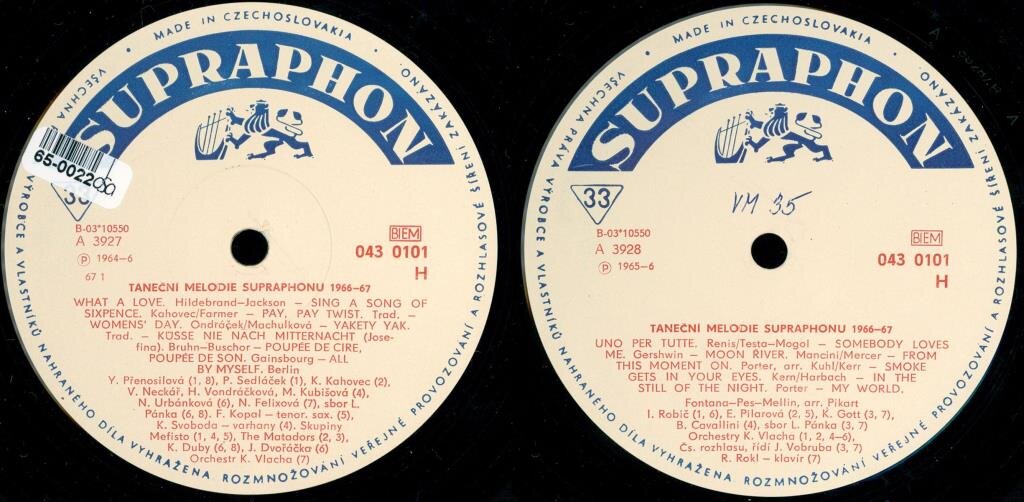 MADE IN CZECHOSLOVAKIA
VŠECHNA
VÝROBCE A VLASTNÍKŮ NAHRANÉHO DÍLA VYHRAŽENA ROZMNOŽOVÁNÍ VEŘEJNÉ PROVOZOVÁNÍ A ROZHLASOVÉ ŠÍŘENÍ ZAKÁZÁNO.
SUPRAPHON
65-0022
33
B-03*10550
A 3927
Ⓟ 1964-6
67 1
BIEM
043 0101
H
TANEČNÍ MELODIE SUPRAPHONU 1966-67
WHAT A LOVE. Hildebrand-Jackson – SING A SONG OF
SIXPENCE. Kahovec/Farmer – PAY, PAY TWIST. Trad. –
WOMENS' DAY. Ondráček/Machulková – YAKETY YAK.
Trad. – KÜSSE NIE NACH MITTERNACHT (Jose-
fina). Bruhn-Buschor – POUPÉE DE CIRE,
POUPÉE DE SON. Gainsbourg – ALL
BY MYSELF. Berlin
Y. Přenosilová (1, 8), P. Sedláček (1), K. Kahovec (2),
V. Neckář, H. Vondráčková, M. Kubišová (4),
N. Urbánková (6), N. Felixová (7), sbor L.
Pánka (6, 8). F. Kopal – tenor. sax. (5),
K. Svoboda – varhany (4). Skupiny
Mefisto (1, 4, 5), The Matadors (2, 3),
K. Duby (6, 8), J. Dvořáčka (6)
Orchestr K. Vlacha (7)
MADE IN CZECHOSLOVAKIA
VŠECHNA PRÁVA VÝROBCE A VLASTNÍKŮ NAHRANÉHO DÍLA VYHRAŽENA ROZMNOŽOVÁNÍ VEŘEJNÉ PROVOZOVÁNÍ A ROZHLASOVÉ ŠÍŘENÍ ZAKÁZÁNO.
SUPRAPHON
33
VM 35
B-03*10550
A 3928
Ⓟ 1965-6
BIEM
043 0101
H
TANEČNÍ MELODIE SUPRAPHONU 1966-67
UNO PER TUTTE. Renis/Testa-Mogol – SOMEBODY LOVES
ME. Gershwin – MOON RIVER. Mancini/Mercer – FROM
THIS MOMENT ON. Porter, arr. Kuhl/Kerr – SMOKE
GETS IN YOUR EYES. Kern/Harbach – IN THE
STILL OF THE NIGHT. Porter – MY WORLD.
Fontana-Pes-Mellin, arr. Pikart
I. Robič (1, 6), E. Pilarová (2, 5), K. Gott (3, 7),
B. Cavallini (4), sbor L. Pánka (3, 7)
Orchestry K. Vlacha (1, 2, 4-6),
Čs. rozhlasu, řídí J. Vobruba (3, 7)
R. Rokl – klavír (7)